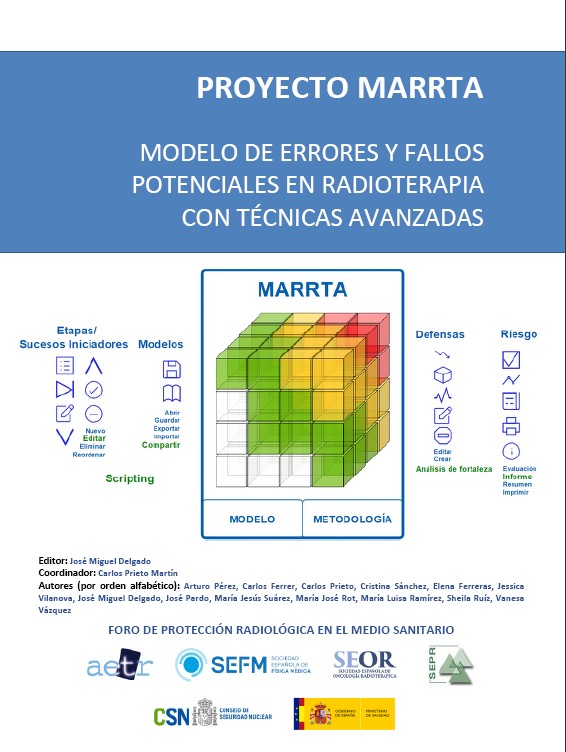 PROYECTO MARRTA
MODELO DE ERRORES Y FALLOS
POTENCIALES EN RADIOTERAPIA
CON TÉCNICAS AVANZADAS
MARRTA
Etapas/
Sucesos Iniciadores
Nuevo
Editar
Eliminar
Reordenar
Modelos
Abrir
Guardar
Exportar
Importar
Compartir
Scripting
MODELO
METODOLOGÍA
Defensas
Editar
Crear
Análisis de fortaleza
Riesgo
Evaluación
Informe
Resumen
Imprimir
Editor: José Miguel Delgado
Coordinador: Carlos Prieto Martín
Autores (por orden alfabético): Arturo Pérez, Carlos Ferrer, Carlos Prieto, Cristina Sánchez, Elena Ferreras, Jessica
Vilanova, José Miguel Delgado, José Pardo, María Jesús Suárez, María José Rot, María Luisa Ramírez, Sheila Ruíz, Vanesa
Vázquez
FORO DE PROTECCIÓN RADIOLÓGICA EN EL MEDIO SANITARIO
aetr
SEFM
SOCIEDAD
ESPAÑOLA DE
FÍSICA MÉDICA
SEOR
SOCIEDAD ESPAÑOLA DE
ONCOLOGÍA RADIOTERÁPICA
SEPR
CSN
CONSEJO DE
SEGURIDAD NUCLEAR
GOBIERNO
DE ESPAÑA
MINISTERIO
DE SANIDAD